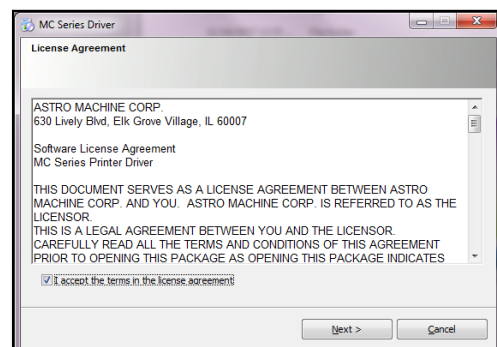 MC Series Driver
License Agreement
ASTRO MACHINE CORP.
630 Lively Blvd, Elk Grove Village, IL 60007
Software License Agreement
MC Series Printer Driver
THIS DOCUMENT SERVES AS A LICENSE AGREEMENT BETWEEN ASTRO
MACHINE CORP. AND YOU.  ASTRO MACHINE CORP. IS REFERRED TO AS THE
LICENSOR.
THIS IS A LEGAL AGREEMENT BETWEEN YOU AND THE LICENSOR.
CAREFULLY READ ALL THE TERMS AND CONDITIONS OF THIS AGREEMENT
PRIOR TO OPENING THIS PACKAGE AS OPENING THIS PACKAGE INDICATES
I accept the terms in the license agreement
Next > Cancel